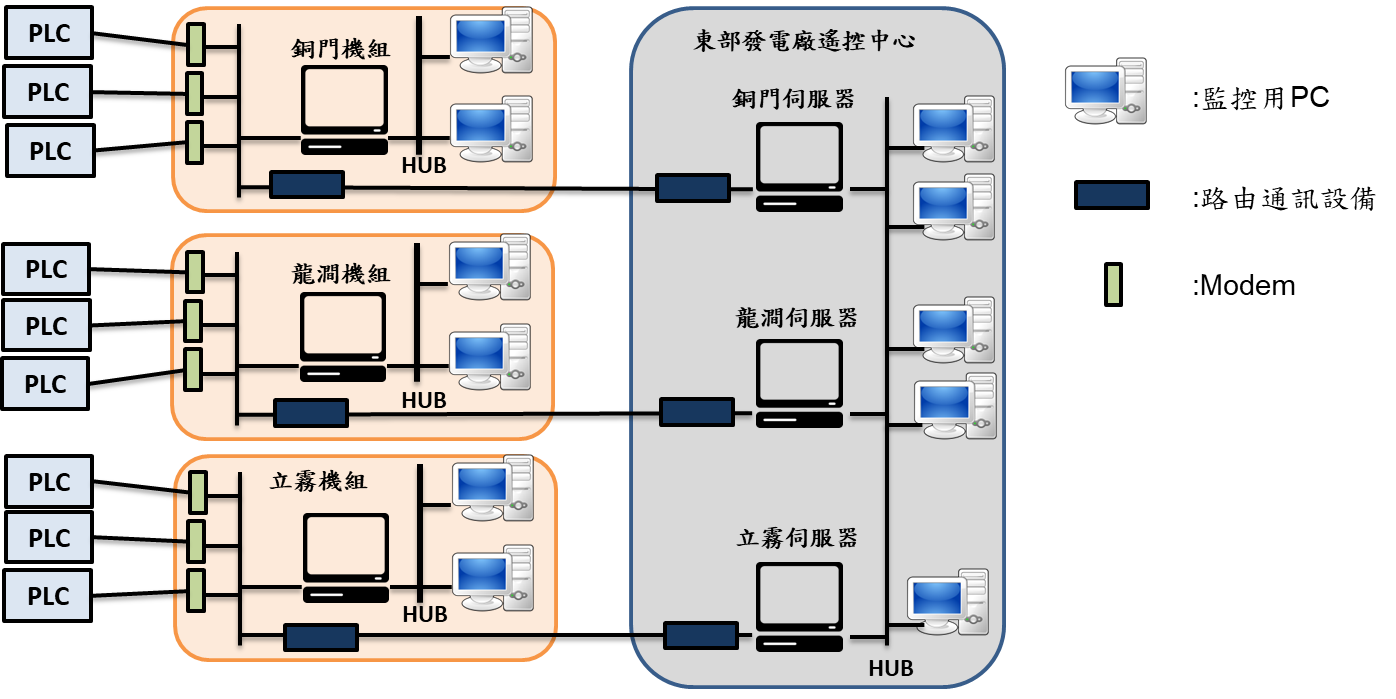 PLC
PLC
PLC
銅門機組
HUB
PLC
PLC
PLC
龍澗機組
HUB
PLC
PLC
PLC
立霧機組
HUB
東部發電廠遙控中心
銅門伺服器
龍澗伺服器
立霧伺服器
HUB
:監控用PC
:路由通訊設備
:Modem